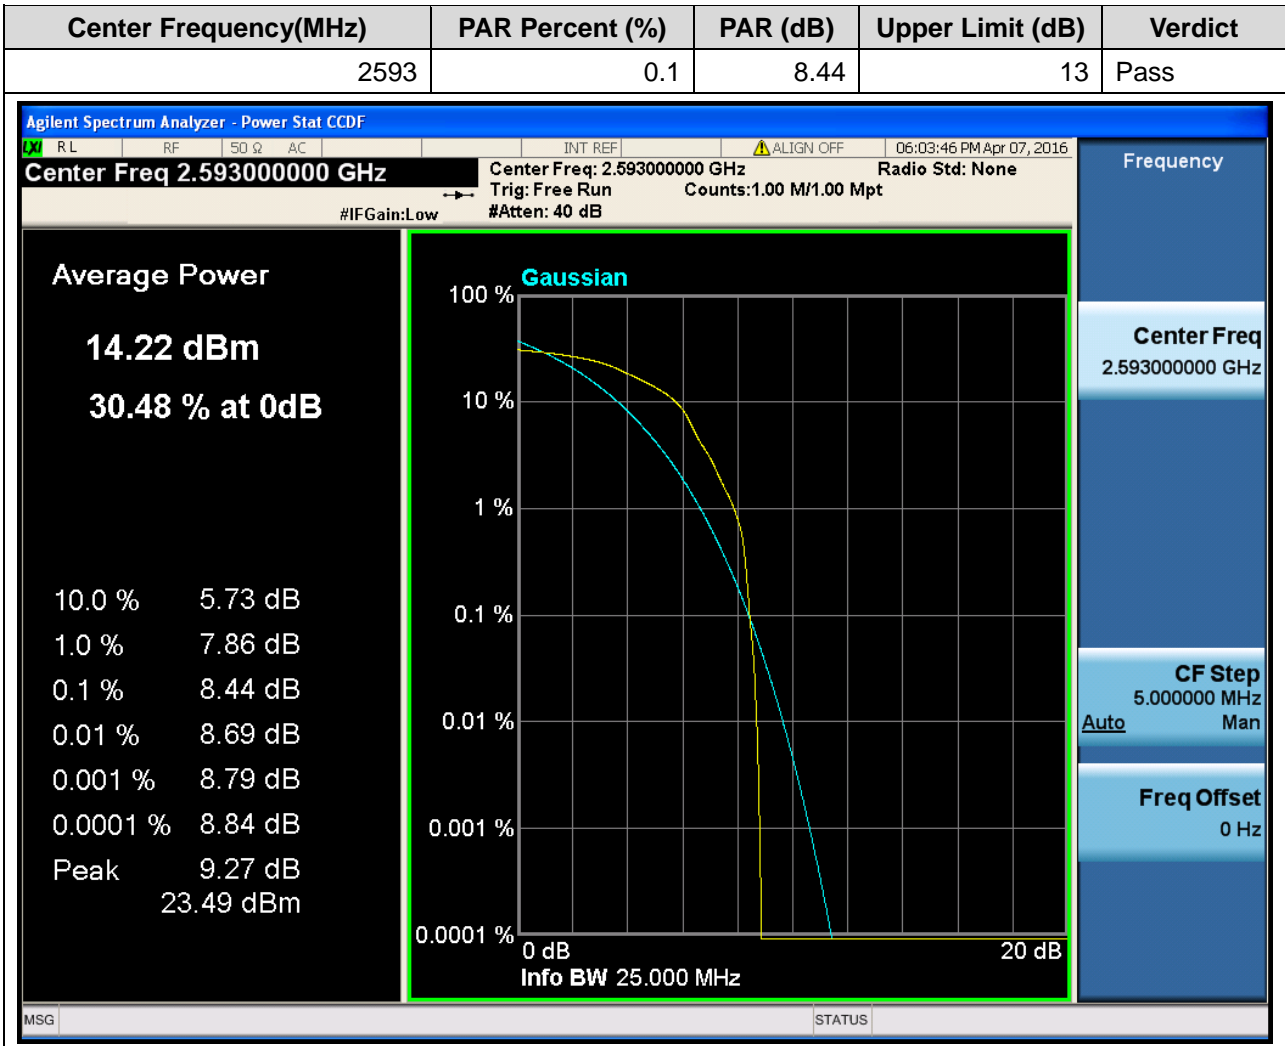 Center Frequency(MHz) PAR Percent (%) PAR (dB) Upper Limit (dB) Verdict
2593 0.1 8.44 13 Pass
Agilent Spectrum Analyzer - Power Stat CCDF
LXI RL RF 50 Ω AC INT REF ALIGN OFF 06:03:46 PM Apr 07, 2016
Center Freq 2.593000000 GHz
Center Freq: 2.593000000 GHz Radio Std: None
Trig: Free Run Counts:1.00 M/1.00 Mpt
#IFGain:Low #Atten: 40 dB
Frequency
Average Power
14.22 dBm
30.48 % at 0dB
10.0 % 5.73 dB
1.0 % 7.86 dB
0.1 % 8.44 dB
0.01 % 8.69 dB
0.001 % 8.79 dB
0.0001 % 8.84 dB
Peak 9.27 dB
23.49 dBm
Gaussian
100 %
10 %
1 %
0.1 %
0.01 %
0.001 %
0.0001 %
0 dB 20 dB
Info BW 25.000 MHz
Center Freq
2.593000000 GHz
CF Step
5.000000 MHz
Auto Man
Freq Offset
0 Hz
MSG STATUS